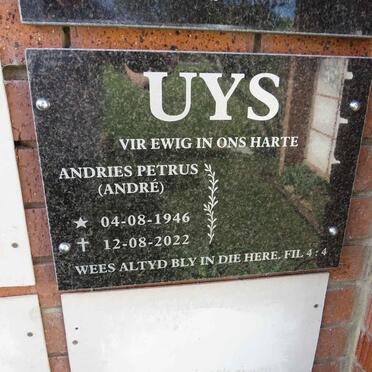 UYS
VIR EWIG IN ONS HARTE
ANDRIES PETRUS
(ANDRÉ)
★ 04-08-1946
✝ 12-08-2022
WEES ALTYD BLY IN DIE HERE. FIL 4 : 4